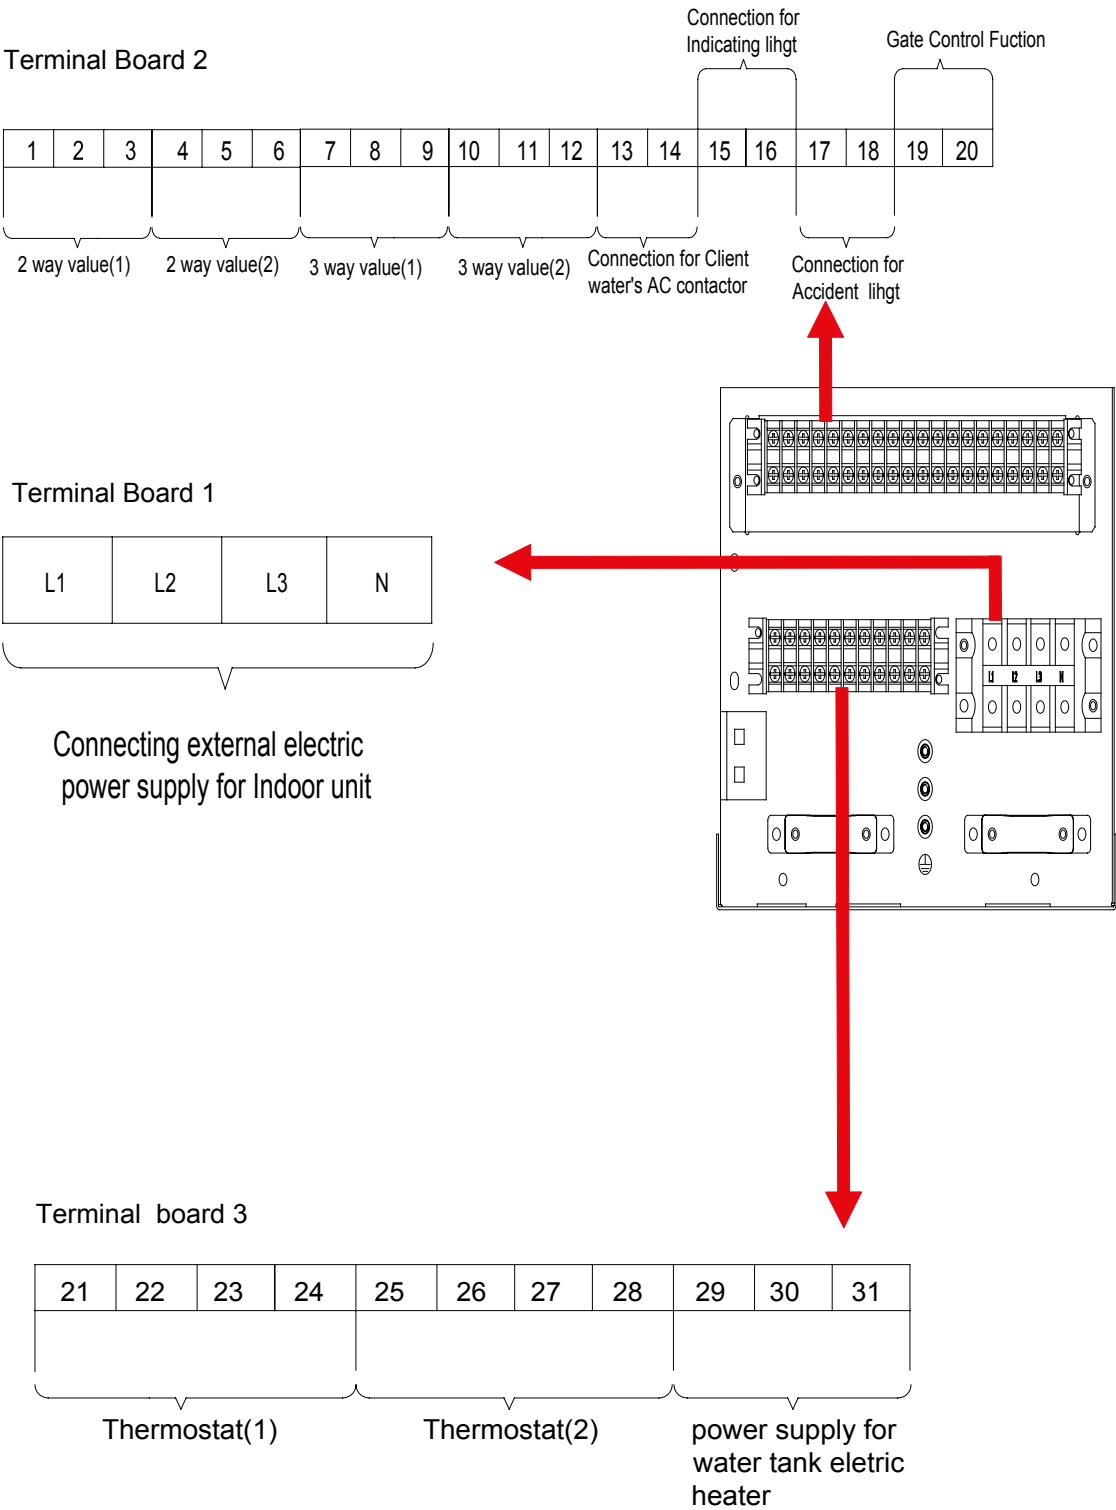 Connection for
Indicating lihgt
Gate Control Fuction
Terminal Board 2
1 2 3 4 5 6 7 8 9 10 11 12 13 14 15 16 17 18 19 20
2 way value(1)
2 way value(2)
3 way value(1)
3 way value(2)
Connection for Client
water's AC contactor
Connection for
Accident lihgt
Terminal Board 1
L1 L2 L3 N
Connecting external electric
power supply for Indoor unit
L1 L2 L3 N
Terminal board 3
21 22 23 24 25 26 27 28 29 30 31
Thermostat(1)
Thermostat(2)
power supply for
water tank eletric
heater